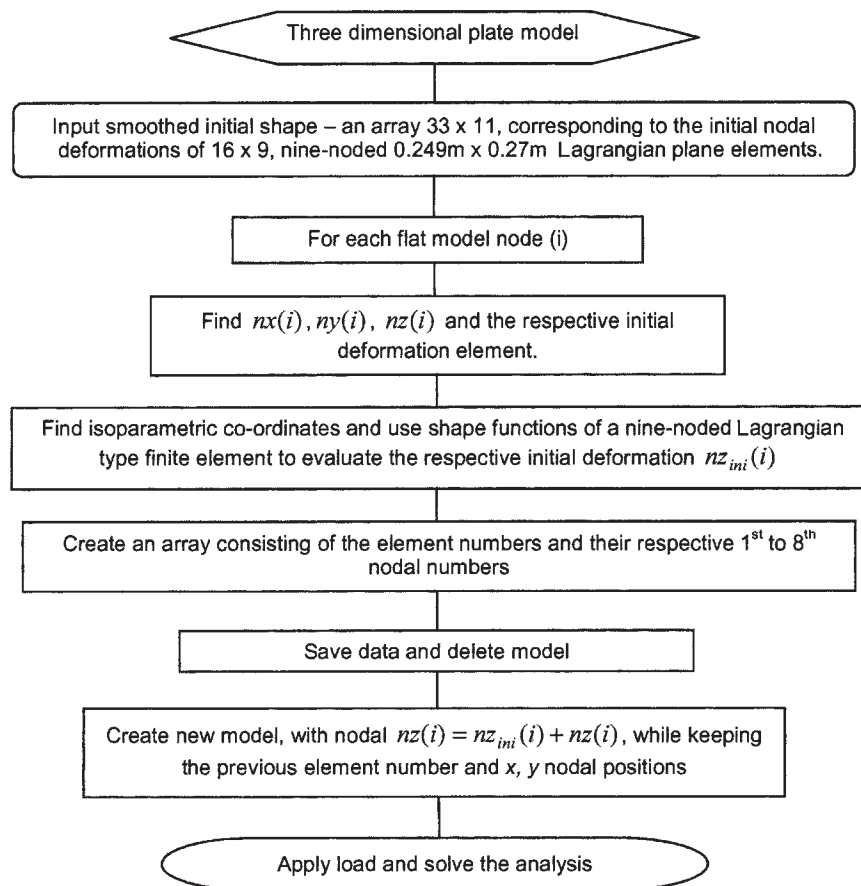 Three dimensional plate model
Input smoothed initial shape – an array 33 x 11, corresponding to the initial nodal
deformations of 16 x 9, nine-noded 0.249m x 0.27m Lagrangian plane elements.
For each flat model node (i)
Find nx(i), ny(i), nz(i) and the respective initial
deformation element.
Find isoparametric co-ordinates and use shape functions of a nine-noded Lagrangian
type finite element to evaluate the respective initial deformation nz_ini(i)
Create an array consisting of the element numbers and their respective 1st to 8th
nodal numbers
Save data and delete model
Create new model, with nodal nz(i) = nz_ini(i) + nz(i), while keeping
the previous element number and x, y nodal positions
Apply load and solve the analysis